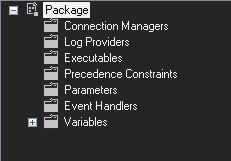 Package
Connection Managers
Log Providers
Executables
Precedence Constraints
Parameters
Event Handlers
Variables